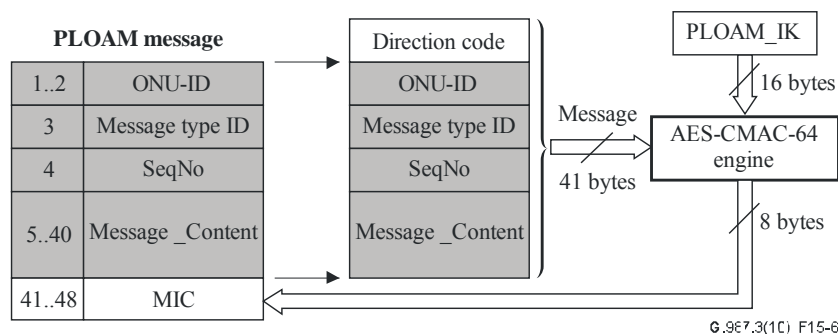 PLOAM message
1..2 ONU-ID
3 Message type ID
4 SeqNo
5..40 Message _Content
41..48 MIC
Direction code
ONU-ID
Message type ID
SeqNo
Message _Content
Message
41 bytes
PLOAM_IK
16 bytes
AES-CMAC-64
engine
8 bytes
G.987.3(10)_F15-6